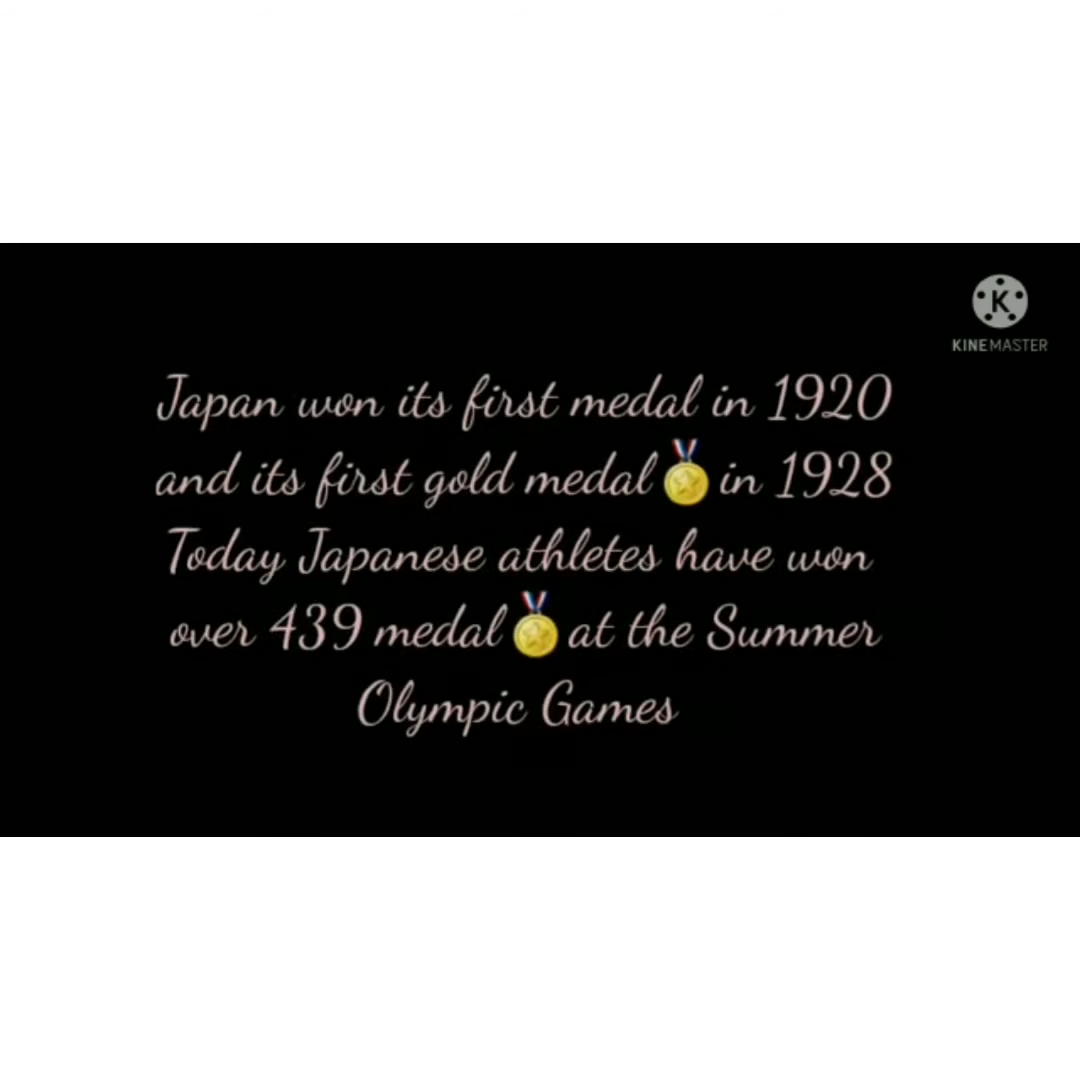 K
KINEMASTER
Japan won its first medal in 1920
and its first gold medal🏅in 1928
Today Japanese athletes have won
over 439 medal🏅at the Summer
Olympic Games